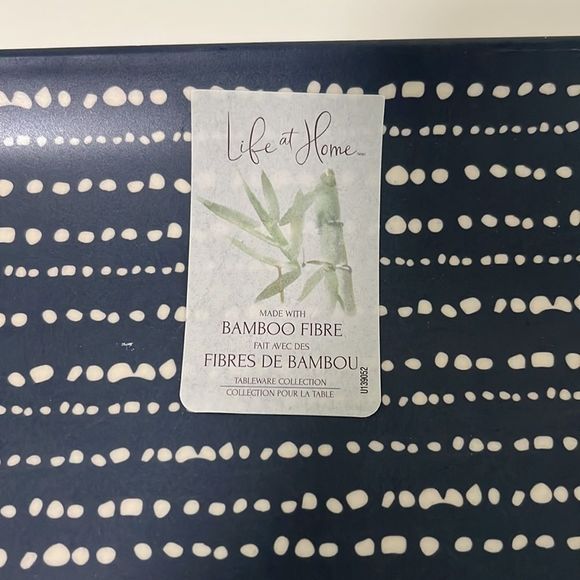 Life at Home
MADE WITH
BAMBOO FIBRE
FAIT AVEC DES
FIBRES DE BAMBOU
TABLEWARE COLLECTION
COLLECTION POUR LA TABLE
U139052